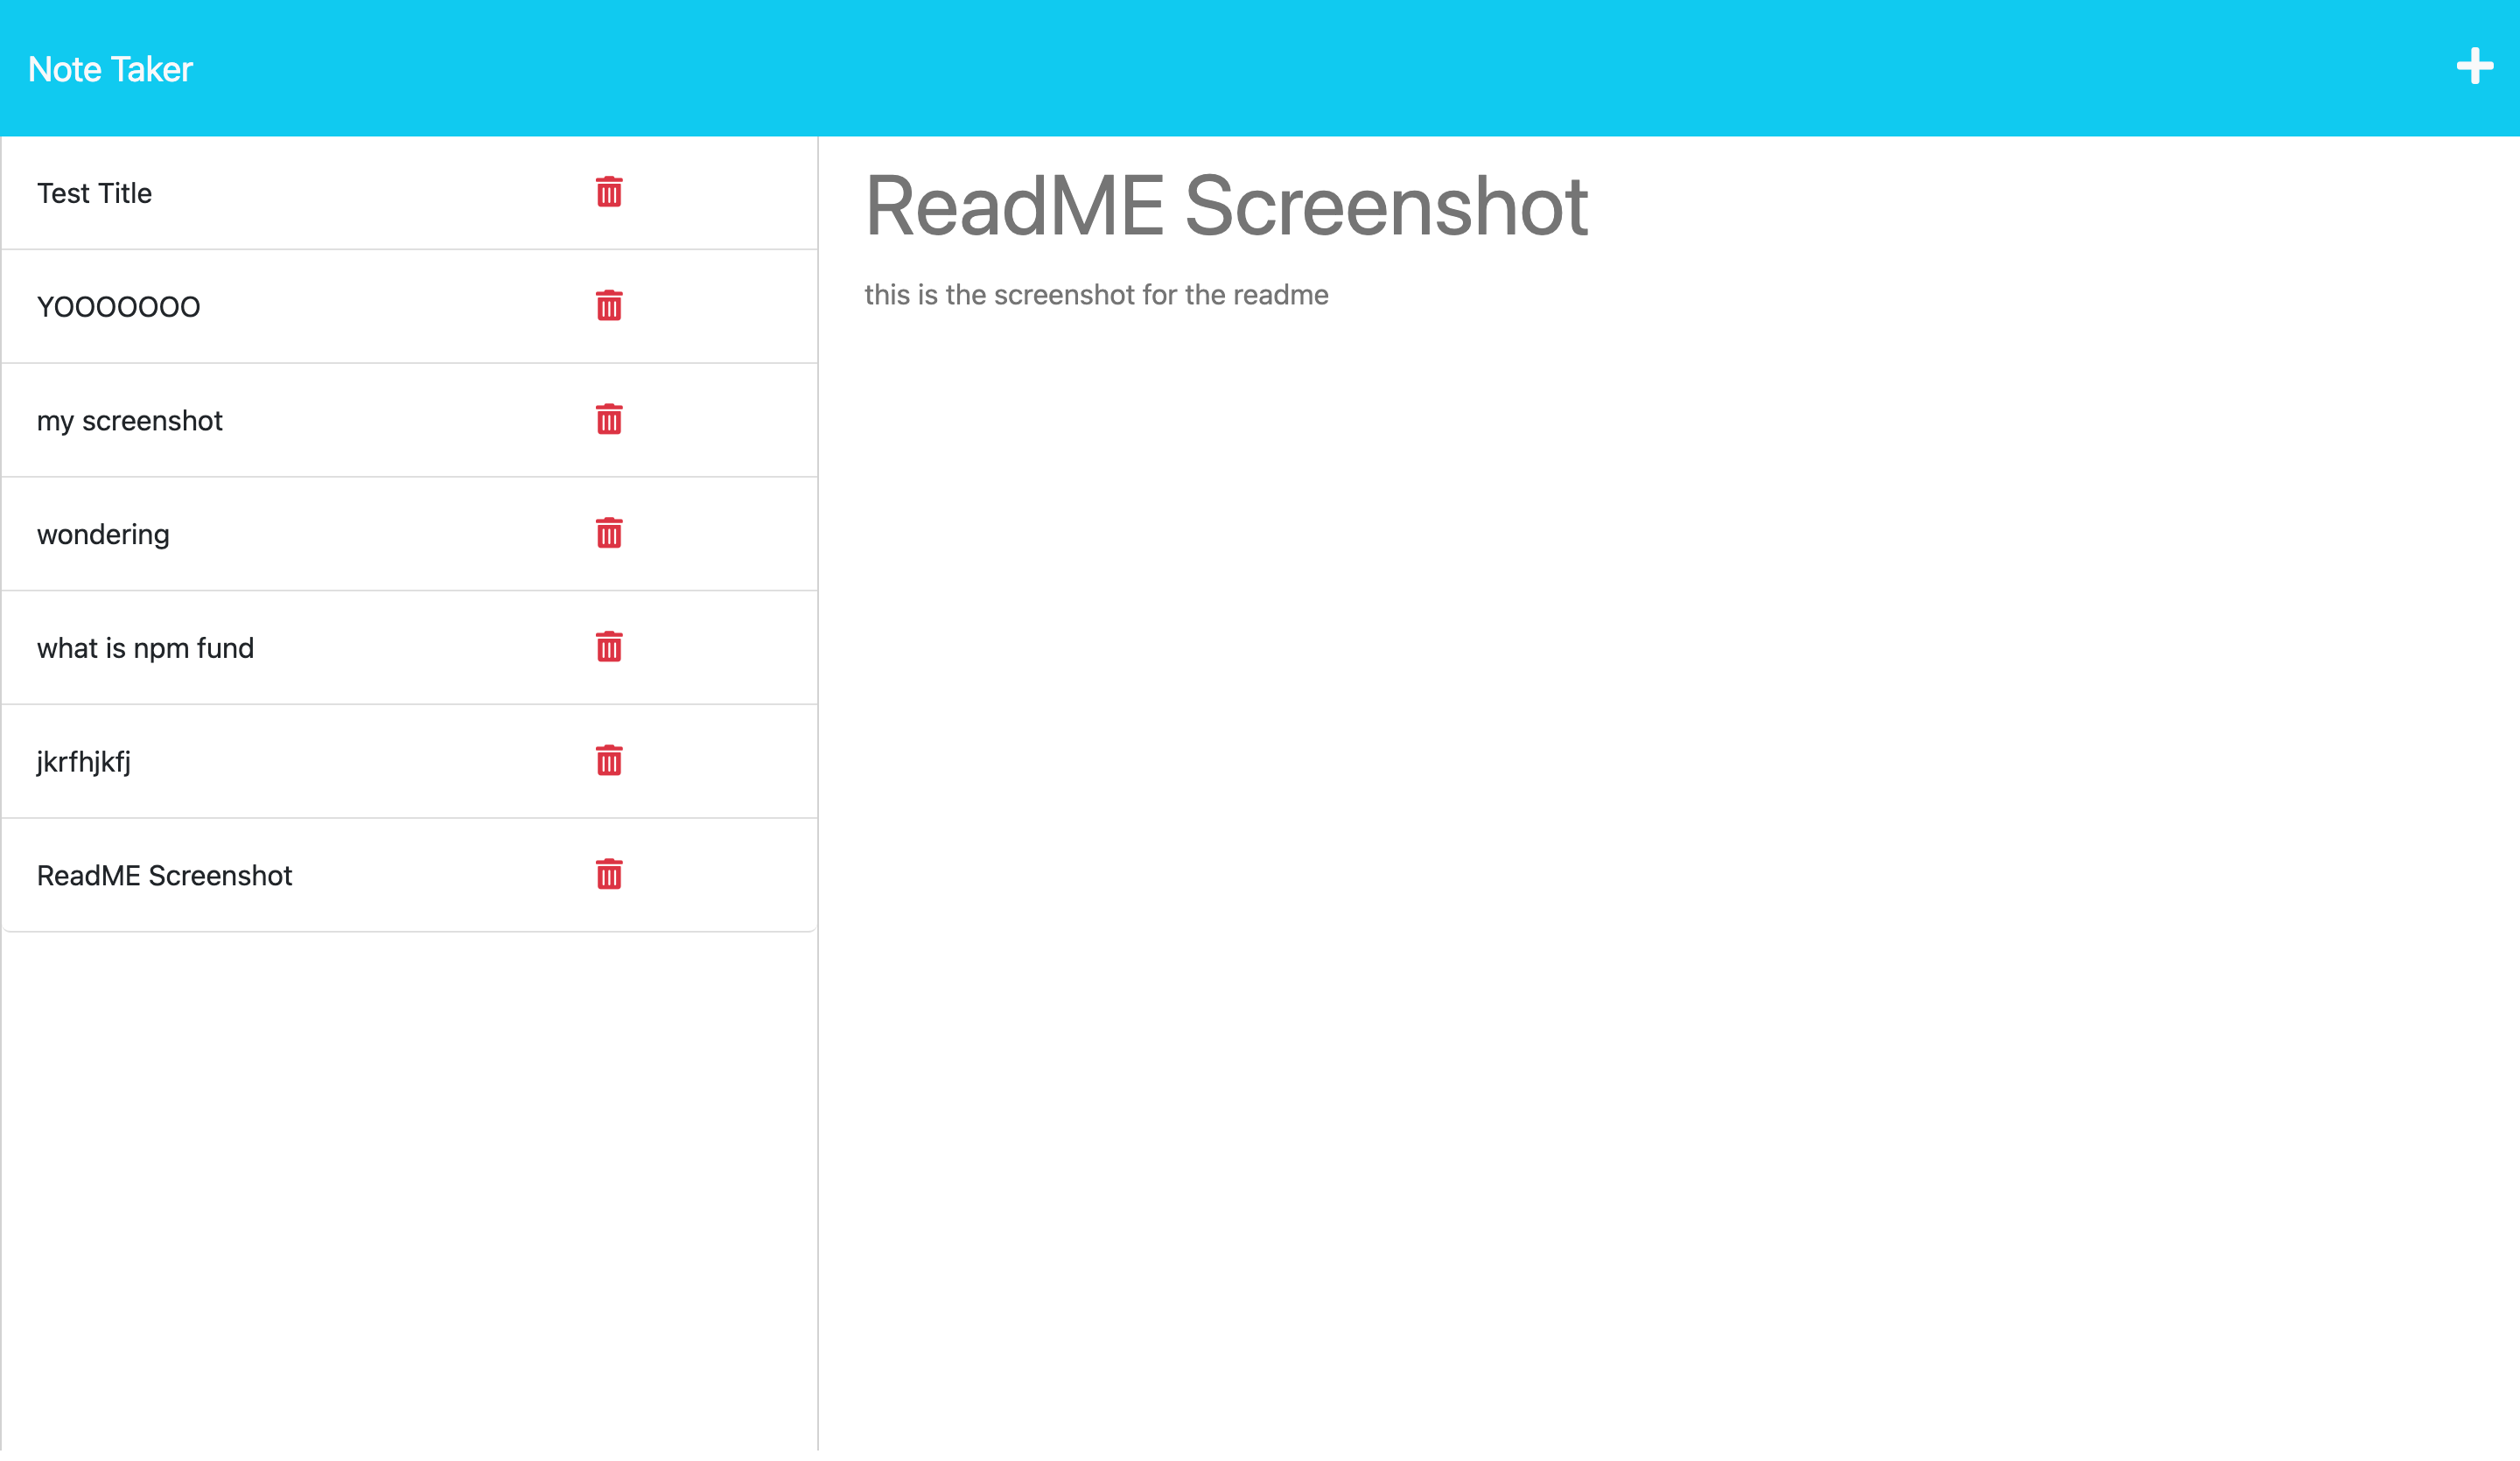 Note Taker
Test Title
YOOOOOOO
my screenshot
wondering
what is npm fund
jkrfhjkfj
ReadME Screenshot
ReadME Screenshot
this is the screenshot for the readme